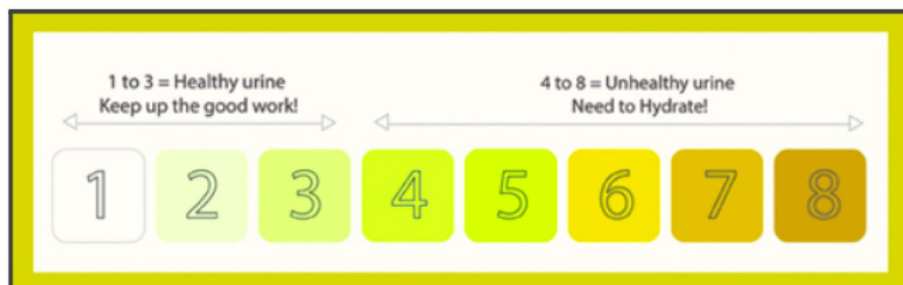 1 to 3 = Healthy urine
Keep up the good work!
4 to 8 = Unhealthy urine
Need to Hydrate!
1 2 3 4 5 6 7 8